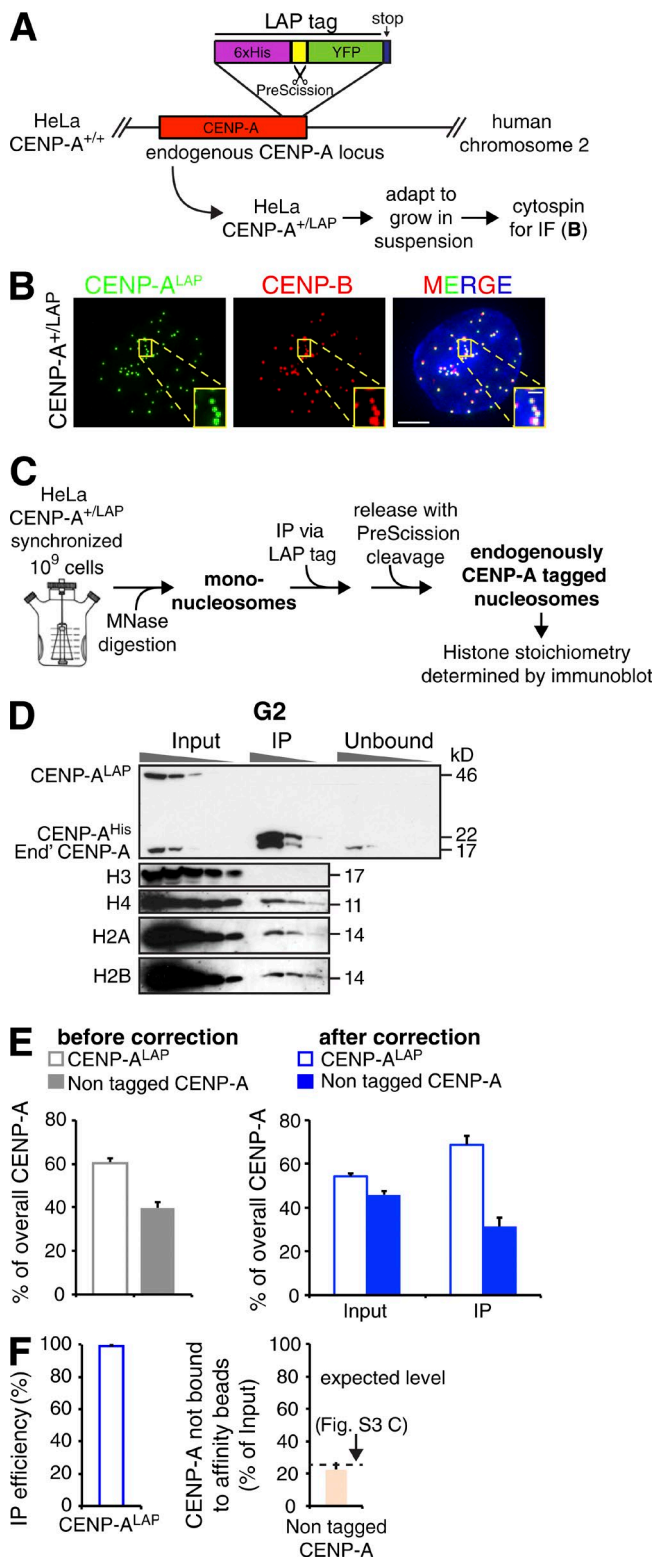 A
LAP tag
stop
6xHis
YFP
PreScission
HeLa
CENP-A+/+
CENP-A
human
chromosome 2
endogenous CENP-A locus
HeLa
CENP-A+/LAP
adapt to
grow in
suspension
cytospin
for IF (B)
B
CENP-ALAP
CENP-B
MERGE
CENP-A+/LAP
C
HeLa
CENP-A+/LAP
synchronized
109 cells
MNase
digestion
mono-
nucleosomes
IP via
LAP tag
release with
PreScission
cleavage
endogenously
CENP-A tagged
nucleosomes
Histone stoichiometry
determined by immunoblot
D
G2
Input
IP
Unbound
kD
CENP-ALAP
46
CENP-AHis
22
End' CENP-A
17
H3
17
H4
11
H2A
14
H2B
14
E
before correction
CENP-ALAP
Non tagged CENP-A
after correction
CENP-ALAP
Non tagged CENP-A
% of overall CENP-A
80
60
40
20
0
% of overall CENP-A
80
60
40
20
0
Input
IP
F
IP efficiency (%)
100
80
60
40
20
0
CENP-ALAP
CENP-A not bound
to affinity beads
(% of Input)
100
80
60
40
20
0
expected level
(Fig. S3 C)
Non tagged
CENP-A